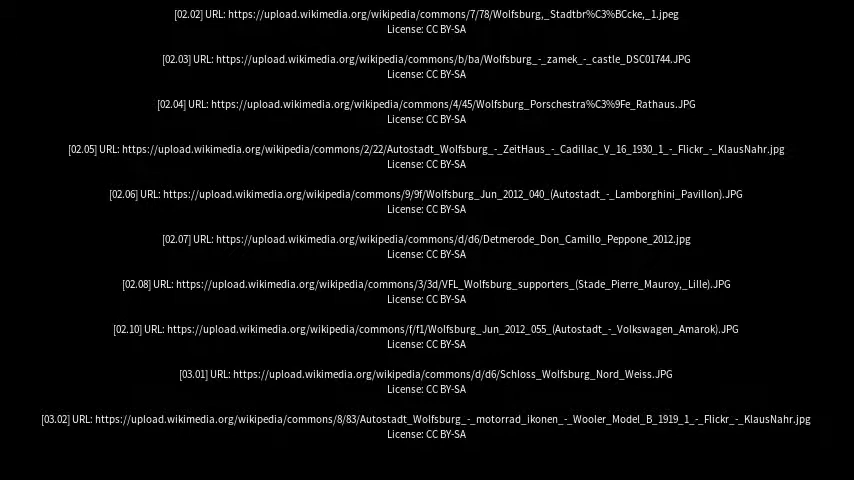 [02.02] URL: https://upload.wikimedia.org/wikipedia/commons/7/78/Wolfsburg,_Stadtbr%C3%BCcke,_1.jpeg
License: CC BY-SA
[02.03] URL: https://upload.wikimedia.org/wikipedia/commons/b/ba/Wolfsburg_-_zamek_-_castle_DSC01744.JPG
License: CC BY-SA
[02.04] URL: https://upload.wikimedia.org/wikipedia/commons/4/45/Wolfsburg_Porschestra%C3%9Fe_Rathaus.JPG
License: CC BY-SA
[02.05] URL: https://upload.wikimedia.org/wikipedia/commons/2/22/Autostadt_Wolfsburg_-_ZeitHaus_-_Cadillac_V_16_1930_1_-_Flickr_-_KlausNahr.jpg
License: CC BY-SA
[02.06] URL: https://upload.wikimedia.org/wikipedia/commons/9/9f/Wolfsburg_Jun_2012_040_(Autostadt_-_Lamborghini_Pavillon).JPG
License: CC BY-SA
[02.07] URL: https://upload.wikimedia.org/wikipedia/commons/d/d6/Detmerode_Don_Camillo_Peppone_2012.jpg
License: CC BY-SA
[02.08] URL: https://upload.wikimedia.org/wikipedia/commons/3/3d/VFL_Wolfsburg_supporters_(Stade_Pierre_Mauroy,_Lille).JPG
License: CC BY-SA
[02.10] URL: https://upload.wikimedia.org/wikipedia/commons/f/f1/Wolfsburg_Jun_2012_055_(Autostadt_-_Volkswagen_Amarok).JPG
License: CC BY-SA
[03.01] URL: https://upload.wikimedia.org/wikipedia/commons/d/d6/Schloss_Wolfsburg_Nord_Weiss.JPG
License: CC BY-SA
[03.02] URL: https://upload.wikimedia.org/wikipedia/commons/8/83/Autostadt_Wolfsburg_-_motorrad_ikonen_-_Wooler_Model_B_1919_1_-_Flickr_-_KlausNahr.jpg
License: CC BY-SA